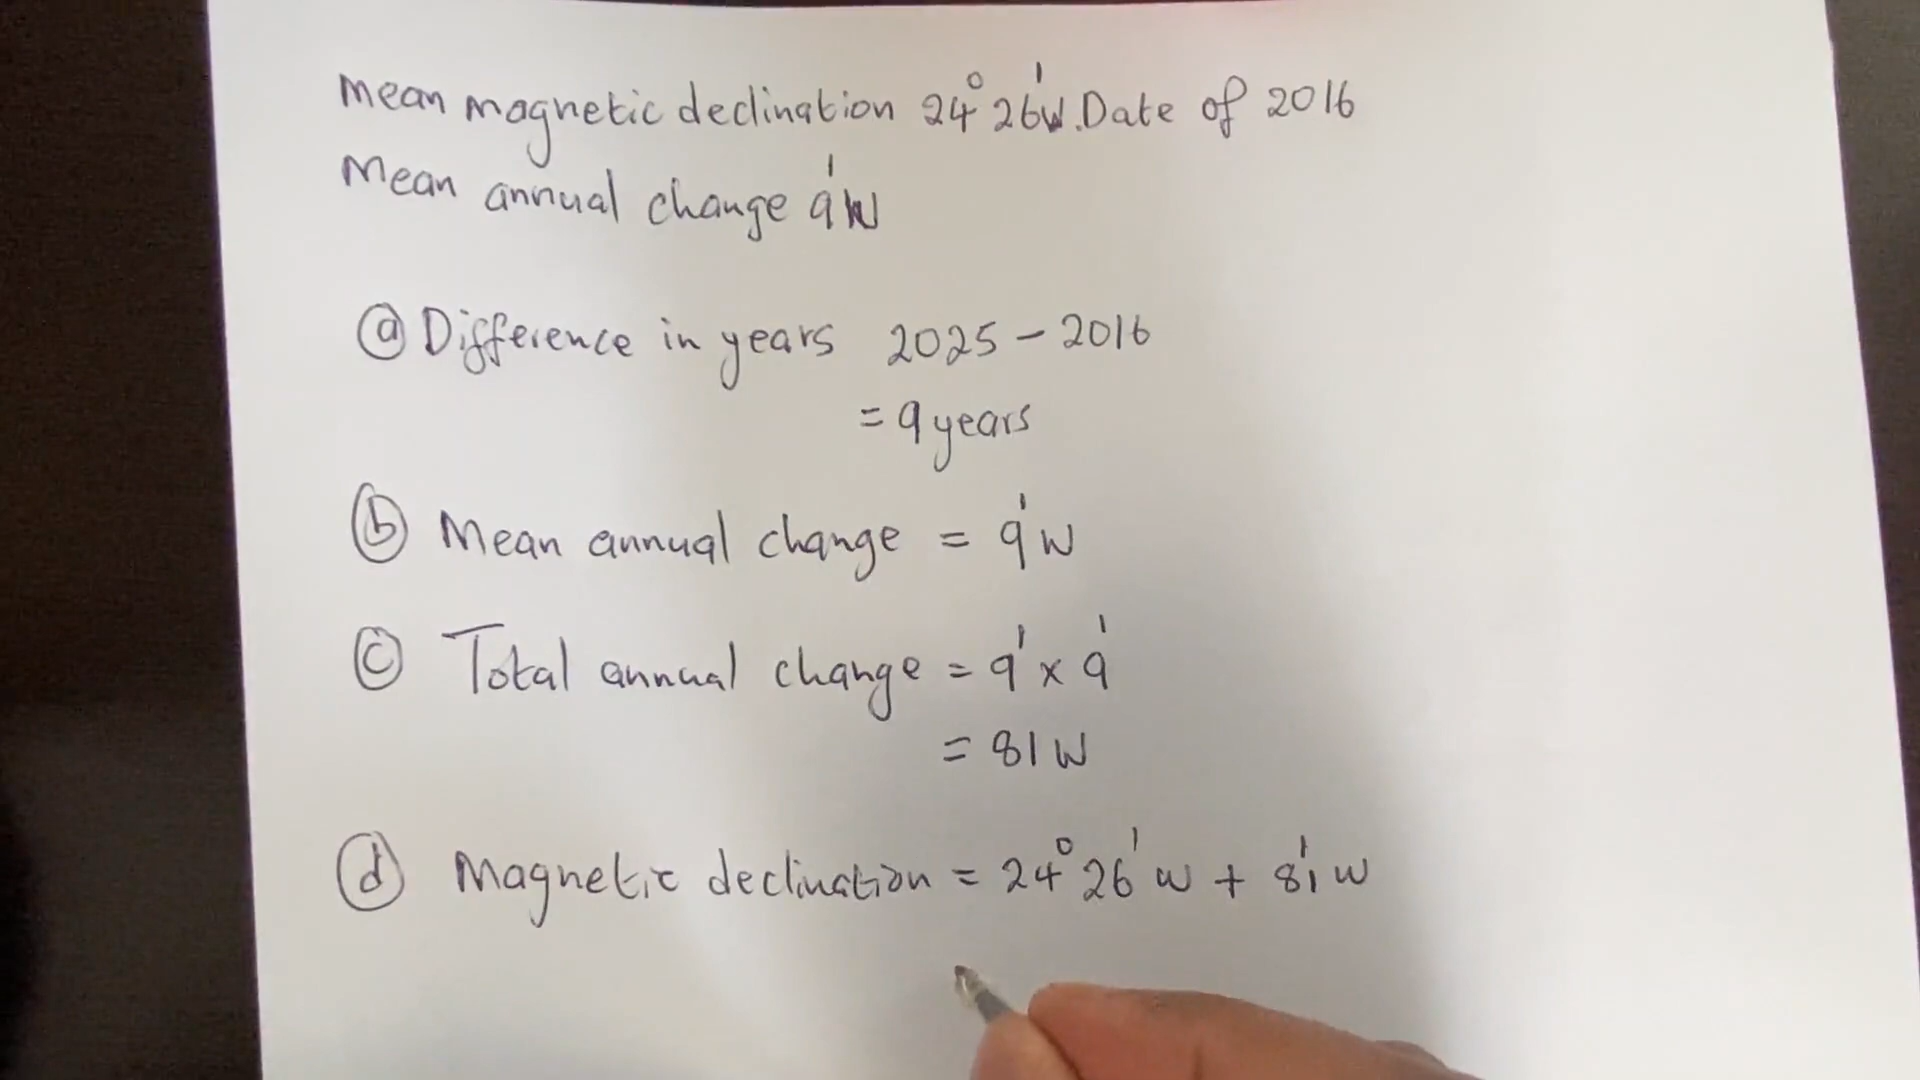 Mean magnetic declination 24° 26'W. Date of 2016
Mean annual change 9'W
(a) Difference in years 2025 - 2016
= 9 years
(b) Mean annual change = 9'W
(c) Total annual change = 9' x 9'
= 81 W
(d) Magnetic declination = 24° 26' W + 81' W